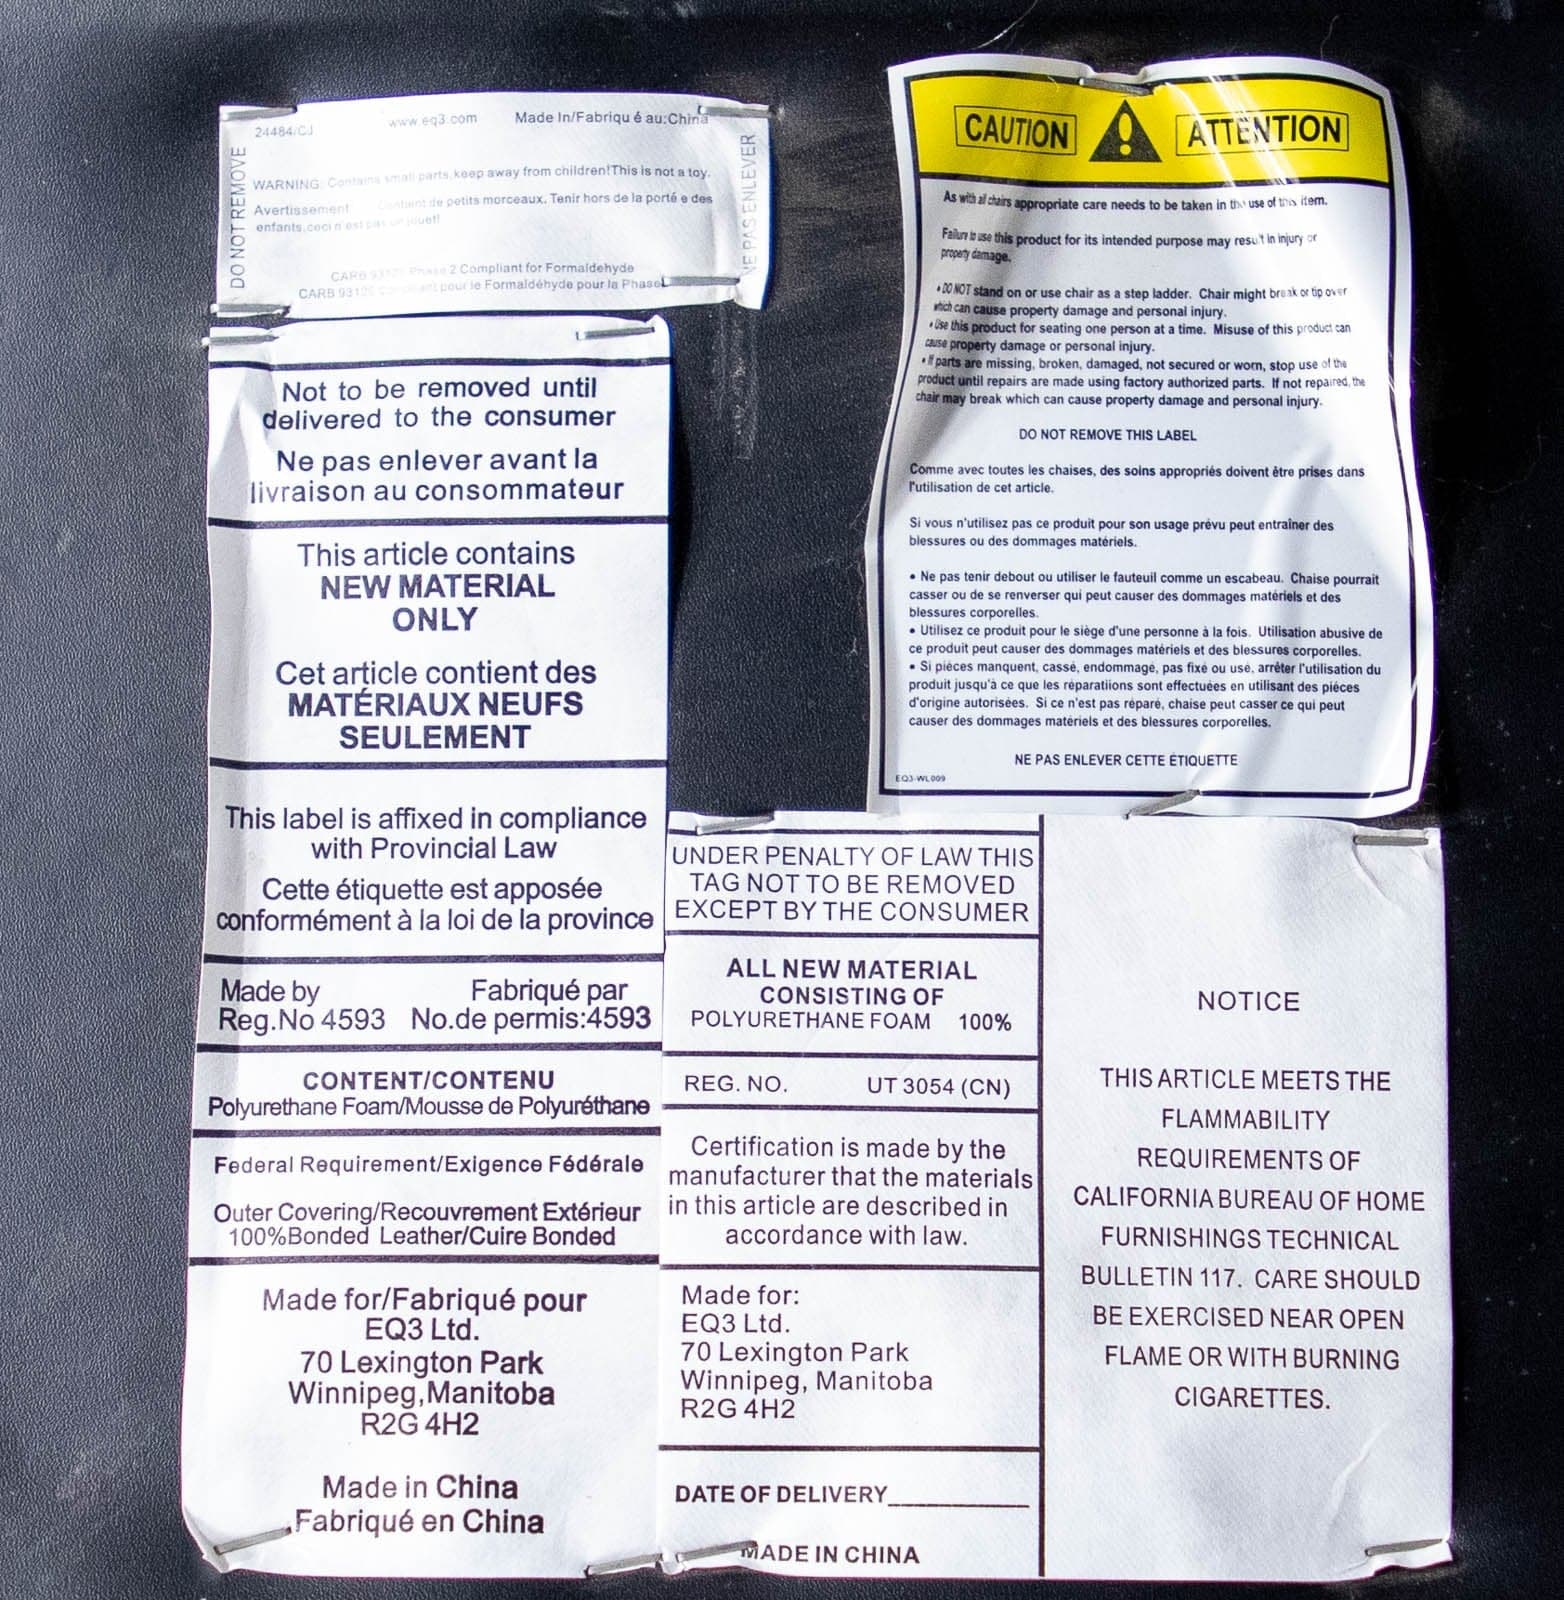 24484/CJ
www.eq3.com
Made In/Fabriqu é au:China
DO NOT REMOVE
WARNING: Contains small parts,keep away from children!This is not a toy.
Avertissement Contient de petits morceaux. Tenir hors de la porté e des
enfants,ceci n'est pas un jouet!
CARB 93120 Phase 2 Compliant for Formaldehyde
CARB 93120 Compliant pour le Formaldéhyde pour la Phase
NE PAS ENLEVER
CAUTION ! ATTENTION
As with all chairs appropriate care needs to be taken in the use of this item.
Failure to use this product for its intended purpose may result in injury or
property damage.
• DO NOT stand on or use chair as a step ladder. Chair might break or tip over
which can cause property damage and personal injury.
• Use this product for seating one person at a time. Misuse of this product can
cause property damage or personal injury.
• If parts are missing, broken, damaged, not secured or worn, stop use of the
product until repairs are made using factory authorized parts. If not repaired, the
chair may break which can cause property damage and personal injury.
DO NOT REMOVE THIS LABEL
Comme avec toutes les chaises, des soins appropriés doivent être prises dans
l'utilisation de cet article.
Si vous n'utilisez pas ce produit pour son usage prévu peut entraîner des
blessures ou des dommages matériels.
• Ne pas tenir debout ou utiliser le fauteuil comme un escabeau. Chaise pourrait
casser ou de se renverser qui peut causer des dommages matériels et des
blessures corporelles.
• Utilisez ce produit pour le siège d'une personne à la fois. Utilisation abusive de
ce produit peut causer des dommages matériels et des blessures corporelles.
• Si pièces manquent, cassé, endommagé, pas fixé ou usé, arrêter l'utilisation du
produit jusqu'à ce que les réparatiions sont effectuées en utilisant des pièces
d'origine autorisées. Si ce n'est pas réparé, chaise peut casser ce qui peut
causer des dommages matériels et des blessures corporelles.
NE PAS ENLEVER CETTE ÉTIQUETTE
EQ3-WL009
Not to be removed until
delivered to the consumer
Ne pas enlever avant la
livraison au consommateur
This article contains
NEW MATERIAL
ONLY
Cet article contient des
MATÉRIAUX NEUFS
SEULEMENT
This label is affixed in compliance
with Provincial Law
Cette étiquette est apposée
conformément à la loi de la province
Made by Fabriqué par
Reg.No 4593 No.de permis:4593
CONTENT/CONTENU
Polyurethane Foam/Mousse de Polyuréthane
Federal Requirement/Exigence Fédérale
Outer Covering/Recouvrement Extérieur
100%Bonded Leather/Cuire Bonded
Made for/Fabriqué pour
EQ3 Ltd.
70 Lexington Park
Winnipeg,Manitoba
R2G 4H2
Made in China
Fabriqué en China
UNDER PENALTY OF LAW THIS
TAG NOT TO BE REMOVED
EXCEPT BY THE CONSUMER
ALL NEW MATERIAL
CONSISTING OF
POLYURETHANE FOAM 100%
REG. NO. UT 3054 (CN)
Certification is made by the
manufacturer that the materials
in this article are described in
accordance with law.
Made for:
EQ3 Ltd.
70 Lexington Park
Winnipeg, Manitoba
R2G 4H2
DATE OF DELIVERY__________
MADE IN CHINA
NOTICE
THIS ARTICLE MEETS THE
FLAMMABILITY
REQUIREMENTS OF
CALIFORNIA BUREAU OF HOME
FURNISHINGS TECHNICAL
BULLETIN 117. CARE SHOULD
BE EXERCISED NEAR OPEN
FLAME OR WITH BURNING
CIGARETTES.